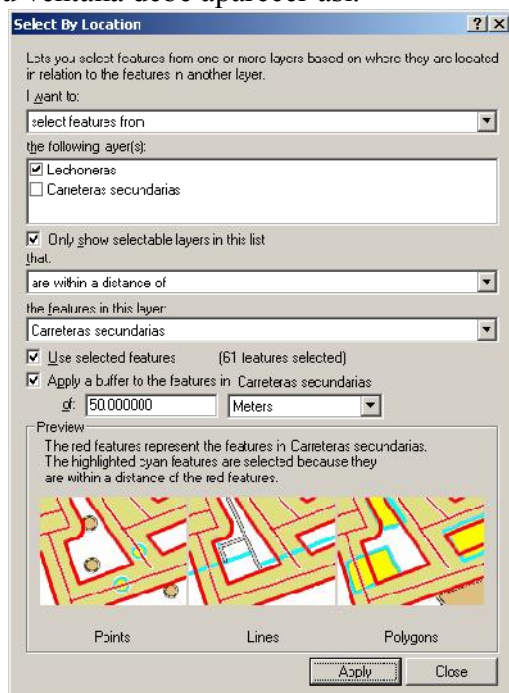 ventana debe aparecer así:
Select By Location
Lets you select features from one or more layers based on where they are located
in relation to the features in another layer.
I want to:
select features from
the following layer(s):
Lechoneras
Carreteras secundarias
Only show selectable layers in this list
that:
are within a distance of
the features in this layer:
Carreteras secundarias
Use selected features (61 features selected)
Apply a buffer to the features in Carreteras secundarias
of: 50.000000 Meters
Preview
The red features represent the features in Carreteras secundarias.
The highlighted cyan features are selected because they
are within a distance of the red features.
Points Lines Polygons
Apply Close